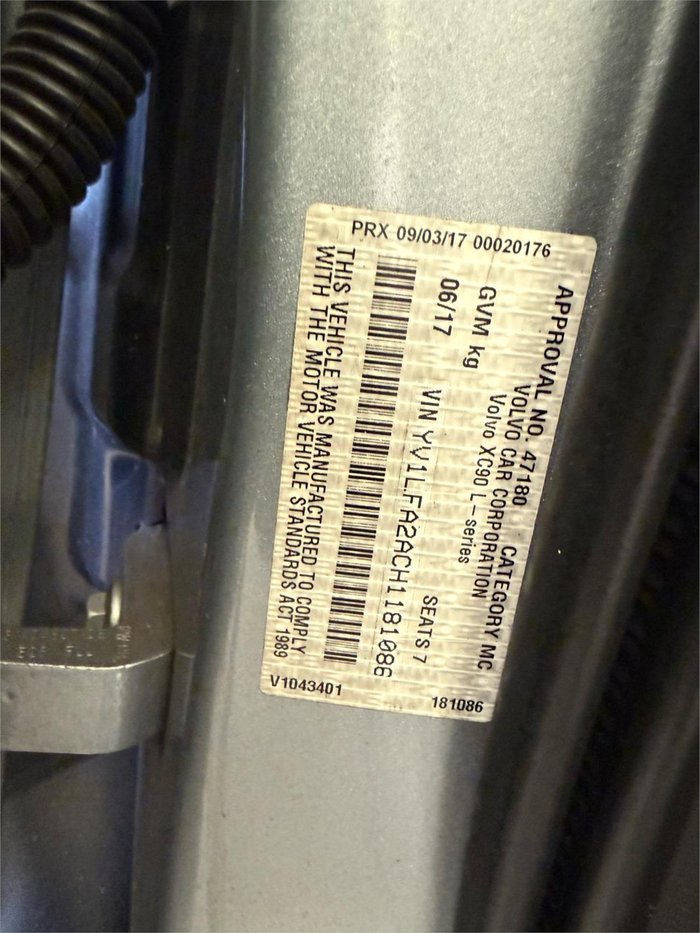 PRX 09/03/17 00020176
APPROVAL NO. 47180 CATEGORY MC
VOLVO CAR CORPORATION
Volvo XC90 L-series
GVM kg
06/17 SEATS 7
VIN YV1LFA2ACH1181086
THIS VEHICLE WAS MANUFACTURED TO COMPLY
WITH THE MOTOR VEHICLE STANDARDS ACT 1989
V1043401 181086